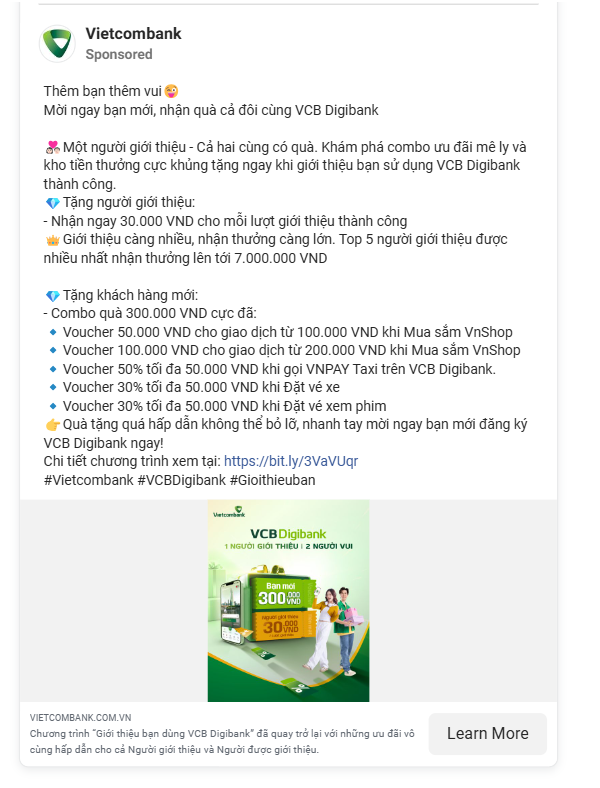 Vietcombank
Sponsored
Thêm bạn thêm vui 😜
Mời ngay bạn mới, nhận quà cả đôi cùng VCB Digibank
💑 Một người giới thiệu - Cả hai cùng có quà. Khám phá combo ưu đãi mê ly và
kho tiền thưởng cực khủng tặng ngay khi giới thiệu bạn sử dụng VCB Digibank
thành công.
💎 Tặng người giới thiệu:
- Nhận ngay 30.000 VND cho mỗi lượt giới thiệu thành công
👑 Giới thiệu càng nhiều, nhận thưởng càng lớn. Top 5 người giới thiệu được
nhiều nhất nhận thưởng lên tới 7.000.000 VND
💎 Tặng khách hàng mới:
- Combo quà 300.000 VND cực đã:
🔹 Voucher 50.000 VND cho giao dịch từ 100.000 VND khi Mua sắm VnShop
🔹 Voucher 100.000 VND cho giao dịch từ 200.000 VND khi Mua sắm VnShop
🔹 Voucher 50% tối đa 50.000 VND khi gọi VNPAY Taxi trên VCB Digibank.
🔹 Voucher 30% tối đa 50.000 VND khi Đặt vé xe
🔹 Voucher 30% tối đa 50.000 VND khi Đặt vé xem phim
👉 Quà tặng quá hấp dẫn không thể bỏ lỡ, nhanh tay mời ngay bạn mới đăng ký
VCB Digibank ngay!
Chi tiết chương trình xem tại: https://bit.ly/3VaVUqr
#Vietcombank #VCBDigibank #Gioithieuban
Vietcombank
VCB Digibank
1 NGƯỜI GIỚI THIỆU | 2 NGƯỜI VUI
Bạn mới
300.000 VND
Người giới thiệu
30.000 VND
VIETCOMBANK.COM.VN
Chương trình "Giới thiệu bạn dùng VCB Digibank" đã quay trở lại với những ưu đãi vô
cùng hấp dẫn cho cả Người giới thiệu và Người được giới thiệu.
Learn More